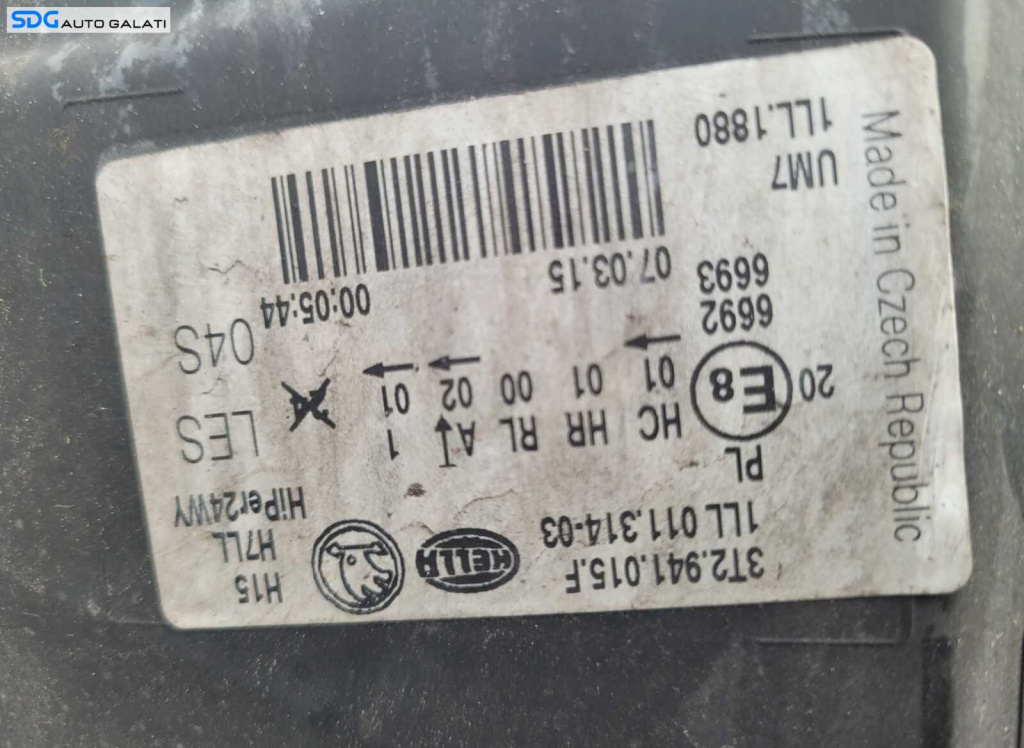 SDG AUTO GALATI
3T2.941.015.F
1LL 011.314-03
HELLA
H15
H7LL
HiPer24WY
PL
HC HR RL A 1
01 01 00 02 01
LES
04S
20 E8 6692
6693
07.03.15 00:05:44
UM7
1LL.1880
Made in Czech Republic